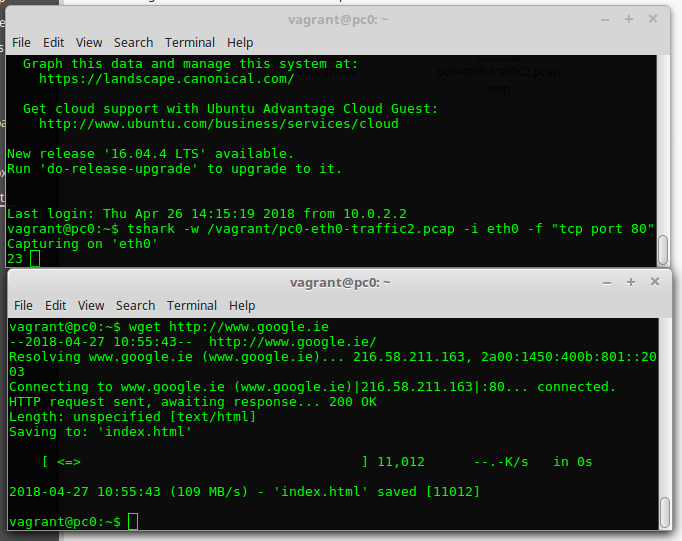 vagrant@pc0: ~
File Edit View Search Terminal Help
Graph this data and manage this system at:
https://landscape.canonical.com/
pc0-eth0-traffic2.pcap.
swp
Get cloud support with Ubuntu Advantage Cloud Guest:
http://www.ubuntu.com/business/services/cloud
New release '16.04.4 LTS' available.
Run 'do-release-upgrade' to upgrade to it.
Last login: Thu Apr 26 14:15:19 2018 from 10.0.2.2
vagrant@pc0:~$ tshark -w /vagrant/pc0-eth0-traffic2.pcap -i eth0 -f "tcp port 80"
Capturing on 'eth0'
23
vagrant@pc0: ~
File Edit View Search Terminal Help
vagrant@pc0:~$ wget http://www.google.ie
--2018-04-27 10:55:43--  http://www.google.ie/
Resolving www.google.ie (www.google.ie)... 216.58.211.163, 2a00:1450:400b:801::20
03
Connecting to www.google.ie (www.google.ie)|216.58.211.163|:80... connected.
HTTP request sent, awaiting response... 200 OK
Length: unspecified [text/html]
Saving to: 'index.html'
[ <=> ] 11,012 --.-K/s in 0s
2018-04-27 10:55:43 (109 MB/s) - 'index.html' saved [11012]
vagrant@pc0:~$